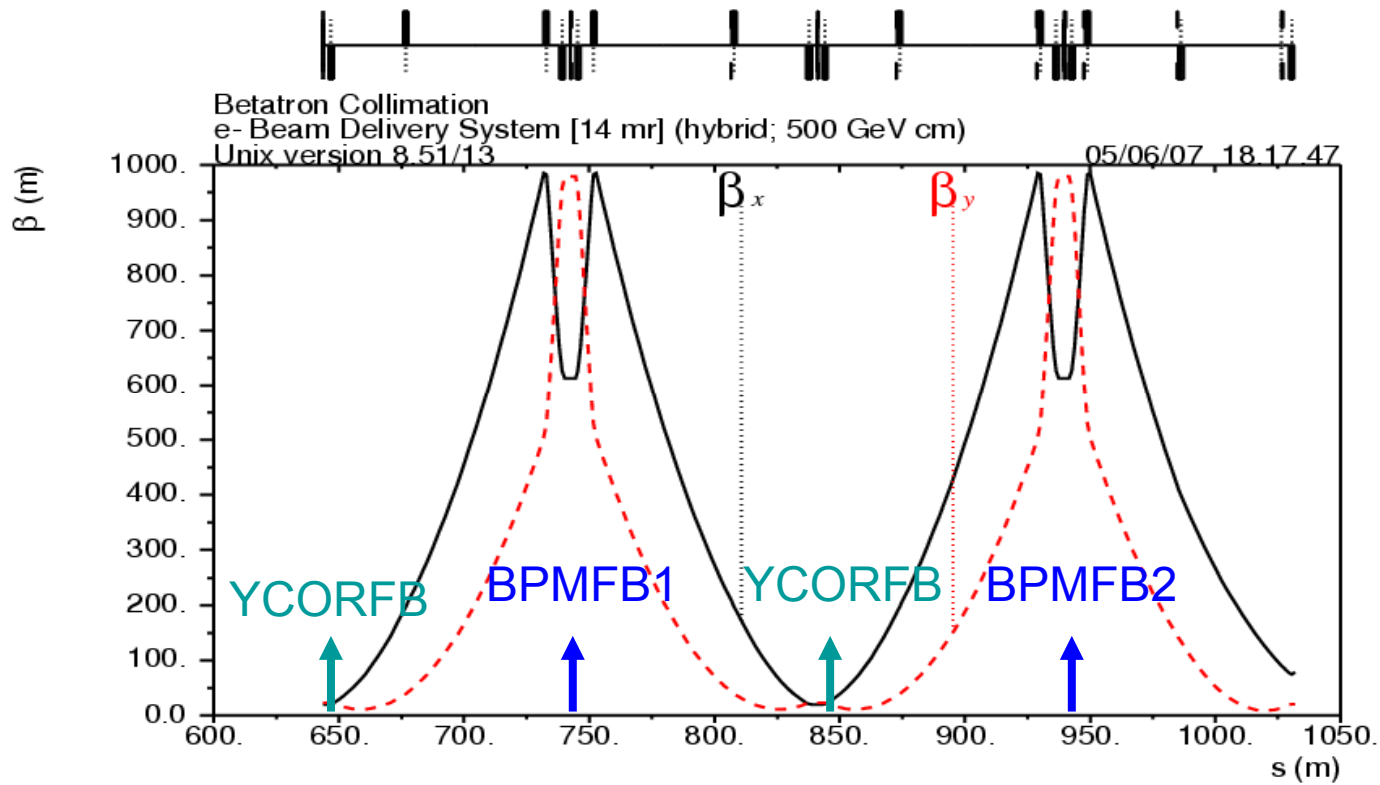 Betatron Collimation
e- Beam Delivery System [14 mr] (hybrid; 500 GeV cm)
Unix version 8.51/13 05/06/07 18.17.47
β (m)
1000.
900.
800.
700.
600.
500.
400.
300.
200.
100.
0.0
βx
βy
YCORFB
BPMFB1
YCORFB
BPMFB2
600. 650. 700. 750. 800. 850. 900. 950. 1000. 1050.
s (m)